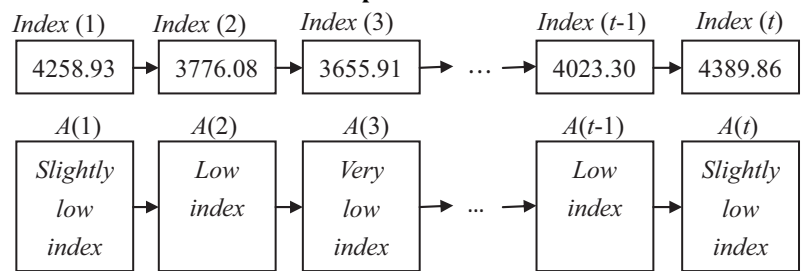 Index (1) Index (2) Index (3) Index (t-1) Index (t)
4258.93 3776.08 3655.91 … 4023.30 4389.86
A(1) A(2) A(3) A(t-1) A(t)
Slightly Low Very Low Slightly
low index low ... index low
index index index